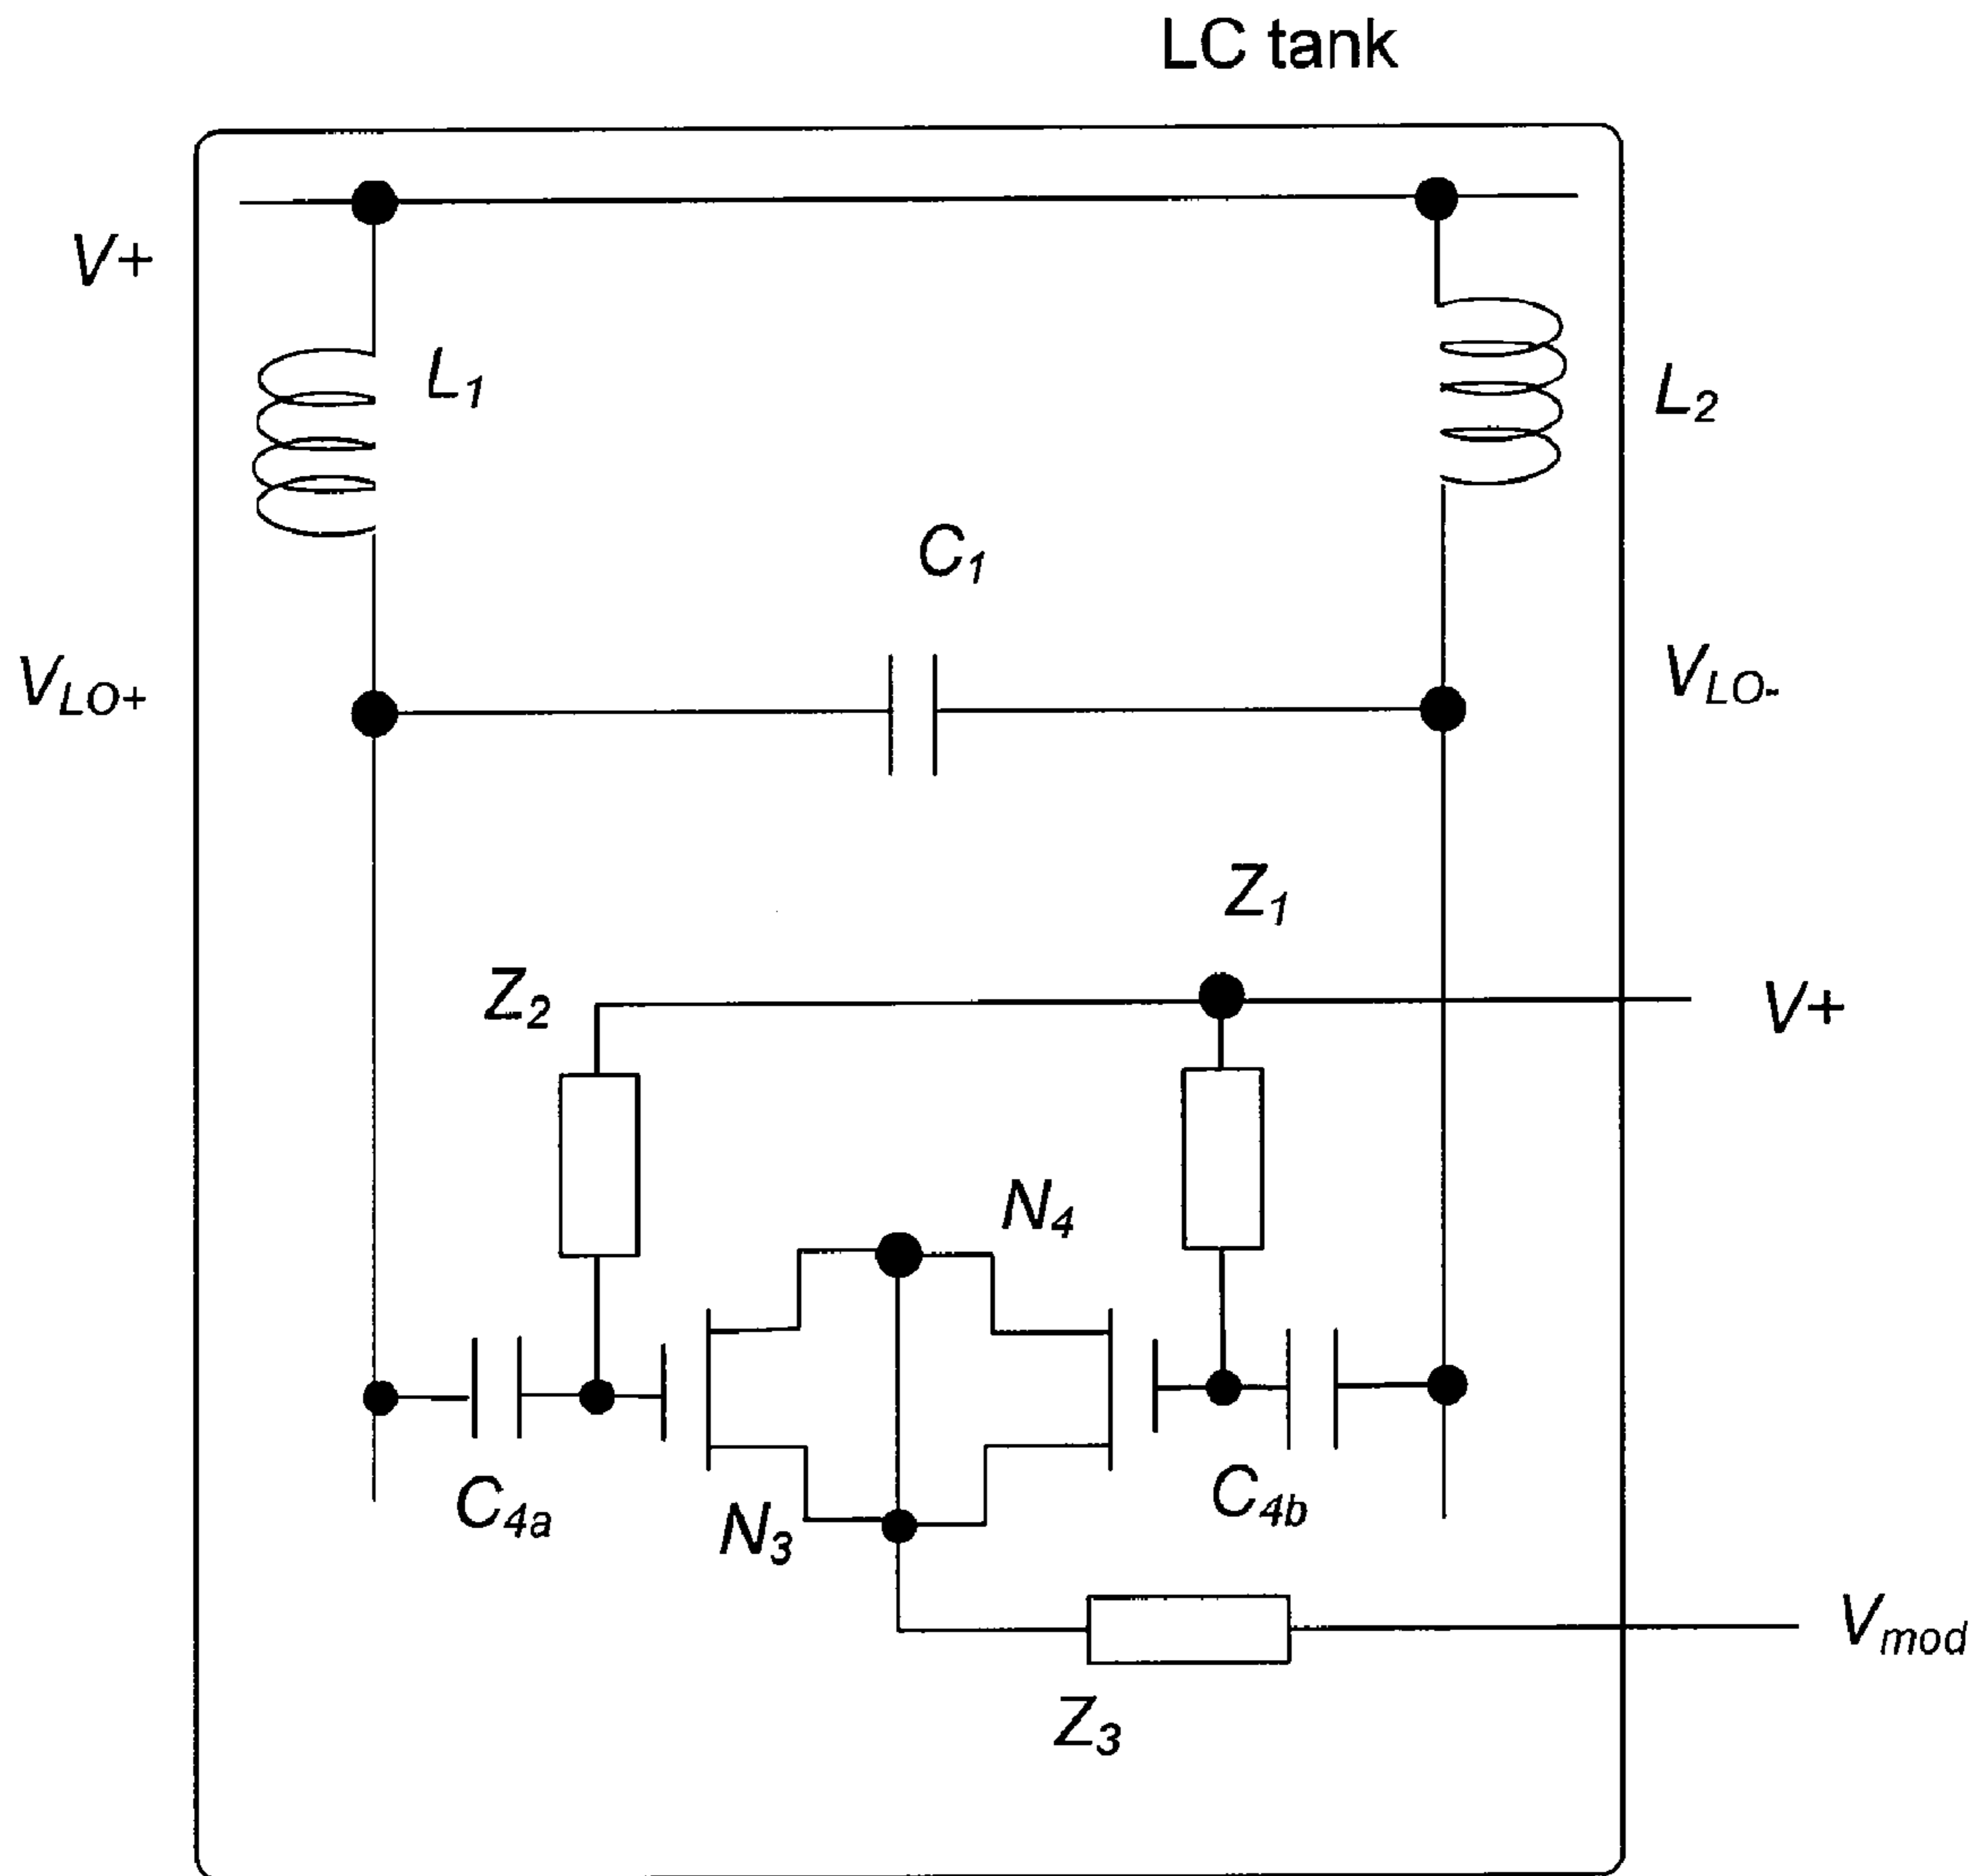 LC tank
V+
L1
L2
C1
VLO+
VLO-
Z1
Z2
V+
N4
C4a
N3
C4b
Vmod
Z3